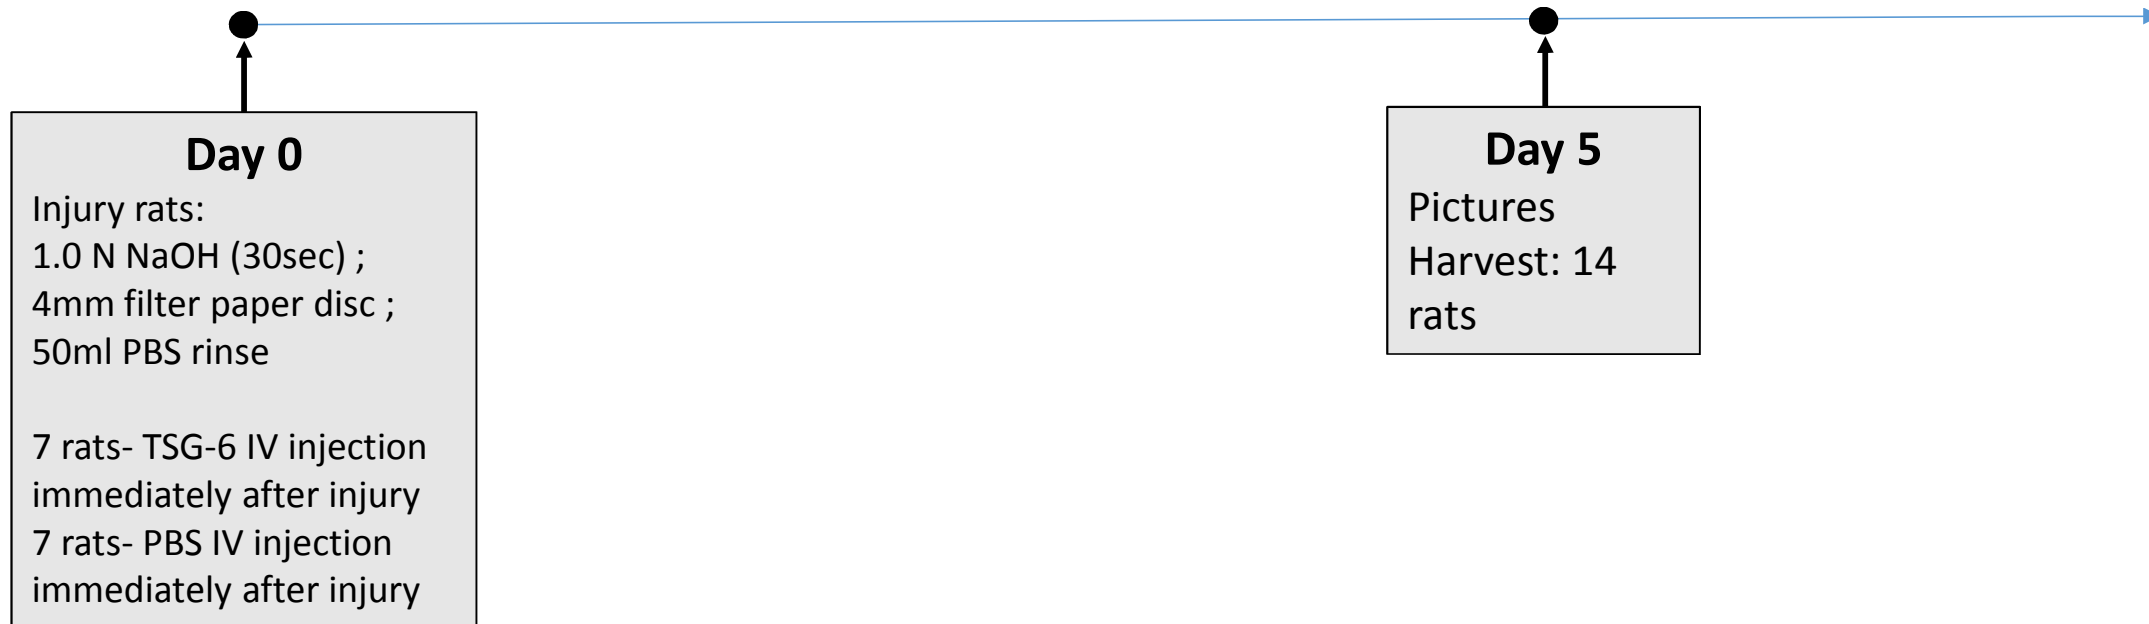 Day 0
Injury rats:
1.0 N NaOH (30sec) ;
4mm filter paper disc ;
50ml PBS rinse
7 rats- TSG-6 IV injection
immediately after injury
7 rats- PBS IV injection
immediately after injury
Day 5
Pictures
Harvest: 14
rats